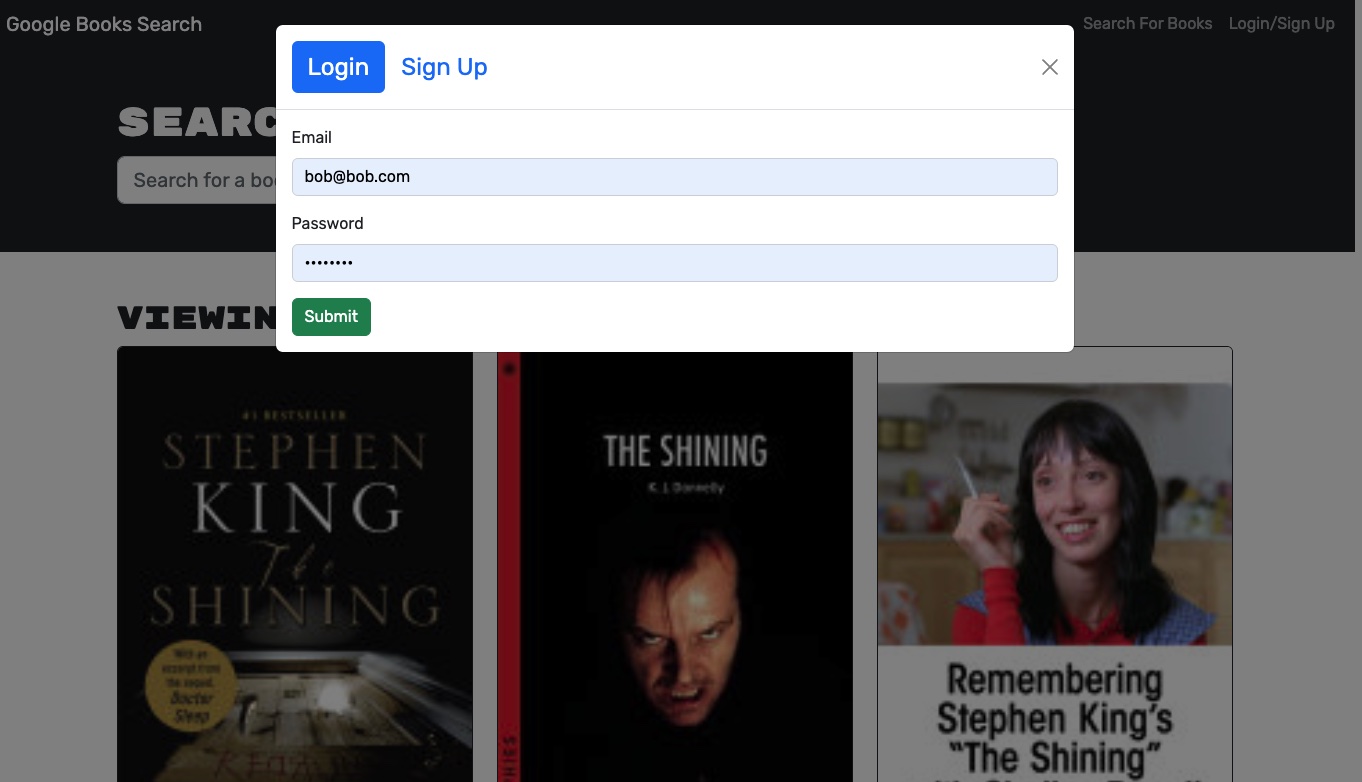 Google Books Search
Search For Books
Login/Sign Up
Login
Sign Up
SEARC
Search for a bo
Email
bob@bob.com
Password
••••••••
Submit
VIEWIN
#1 BESTSELLER
STEPHEN
KING
The
SHINING
With an
excerpt from
the sequel,
Doctor
Sleep
THE SHINING
K. J. Donnelly
Remembering
Stephen King's
"The Shining"